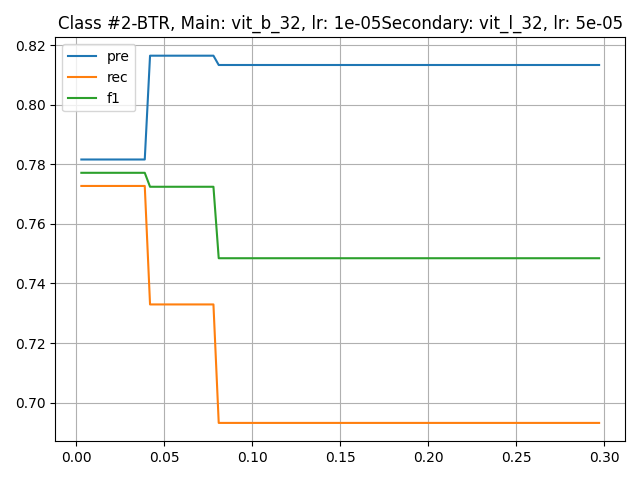 Class #2-BTR, Main: vit_b_32, lr: 1e-05Secondary: vit_l_32, lr: 5e-05
pre
rec
f1
0.82
0.80
0.78
0.76
0.74
0.72
0.70
0.00 0.05 0.10 0.15 0.20 0.25 0.30